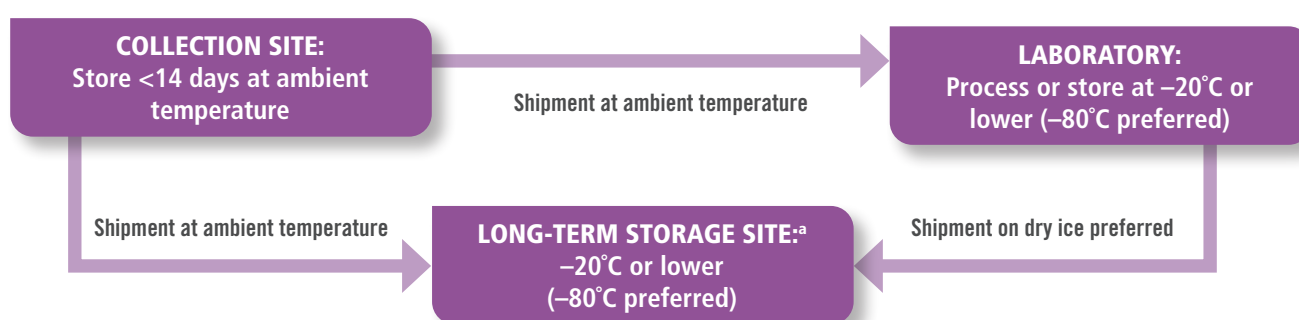 COLLECTION SITE:
Store <14 days at ambient
temperature
Shipment at ambient temperature
LABORATORY:
Process or store at –20˚C or
lower (–80˚C preferred)
Shipment at ambient temperature
LONG-TERM STORAGE SITE:ᵃ
–20˚C or lower
(–80˚C preferred)
Shipment on dry ice preferred